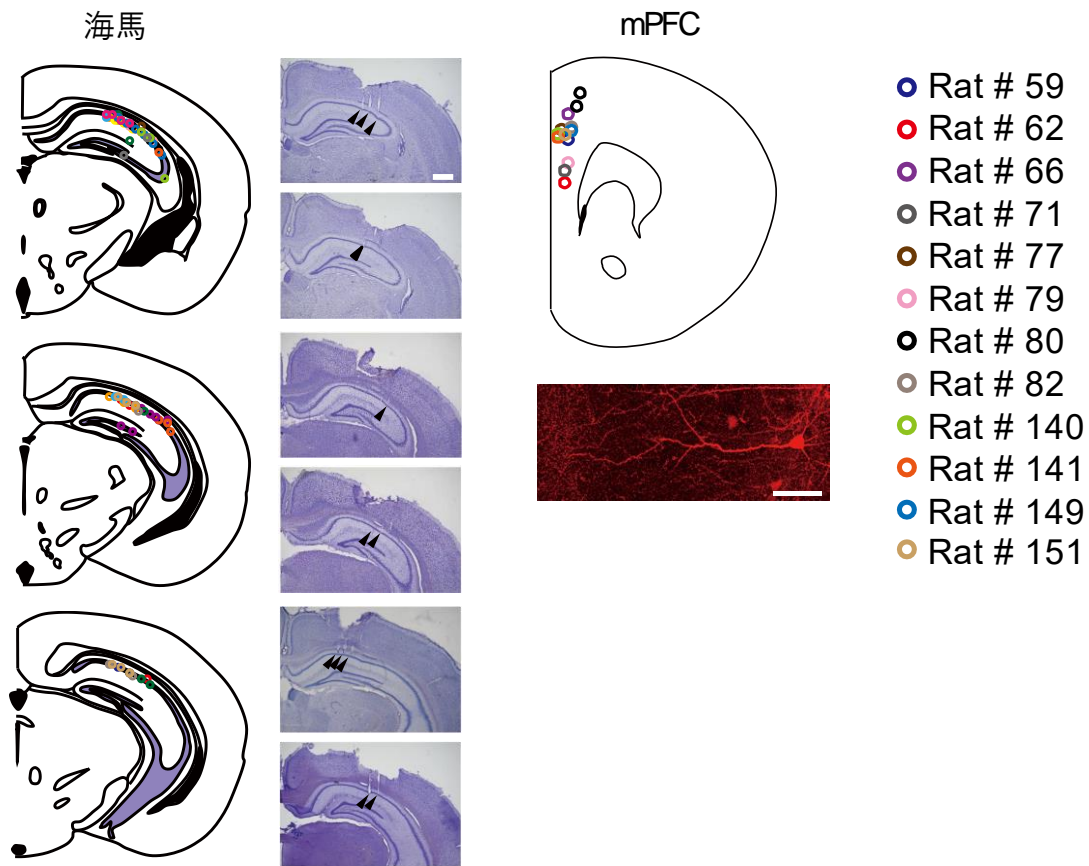 海馬
mPFC
Rat # 59
Rat # 62
Rat # 66
Rat # 71
Rat # 77
Rat # 79
Rat # 80
Rat # 82
Rat # 140
Rat # 141
Rat # 149
Rat # 151